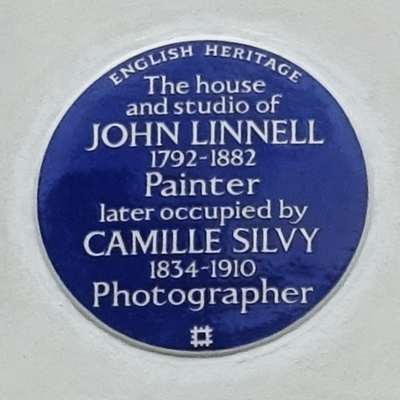 ENGLISH HERITAGE
The house
and studio of
JOHN LINNELL
1792-1882
Painter
later occupied by
CAMILLE SILVY
1834-1910
Photographer